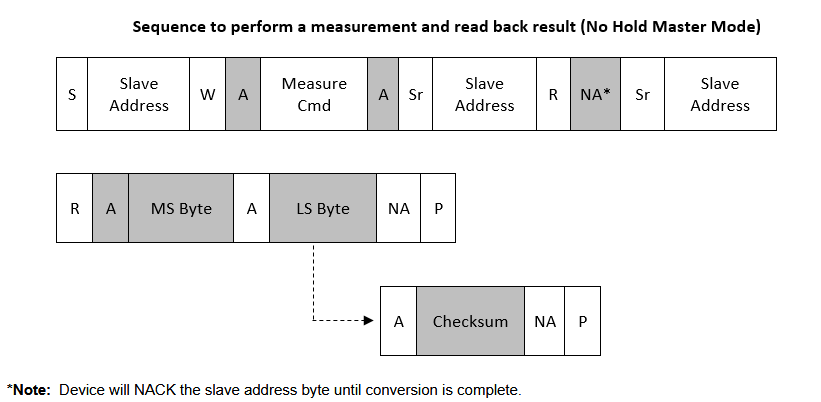 Sequence to perform a measurement and read back result (No Hold Master Mode)
S Slave Address W A Measure Cmd A Sr Slave Address R NA* Sr Slave Address
R A MS Byte A LS Byte NA P
A Checksum NA P
*Note: Device will NACK the slave address byte until conversion is complete.